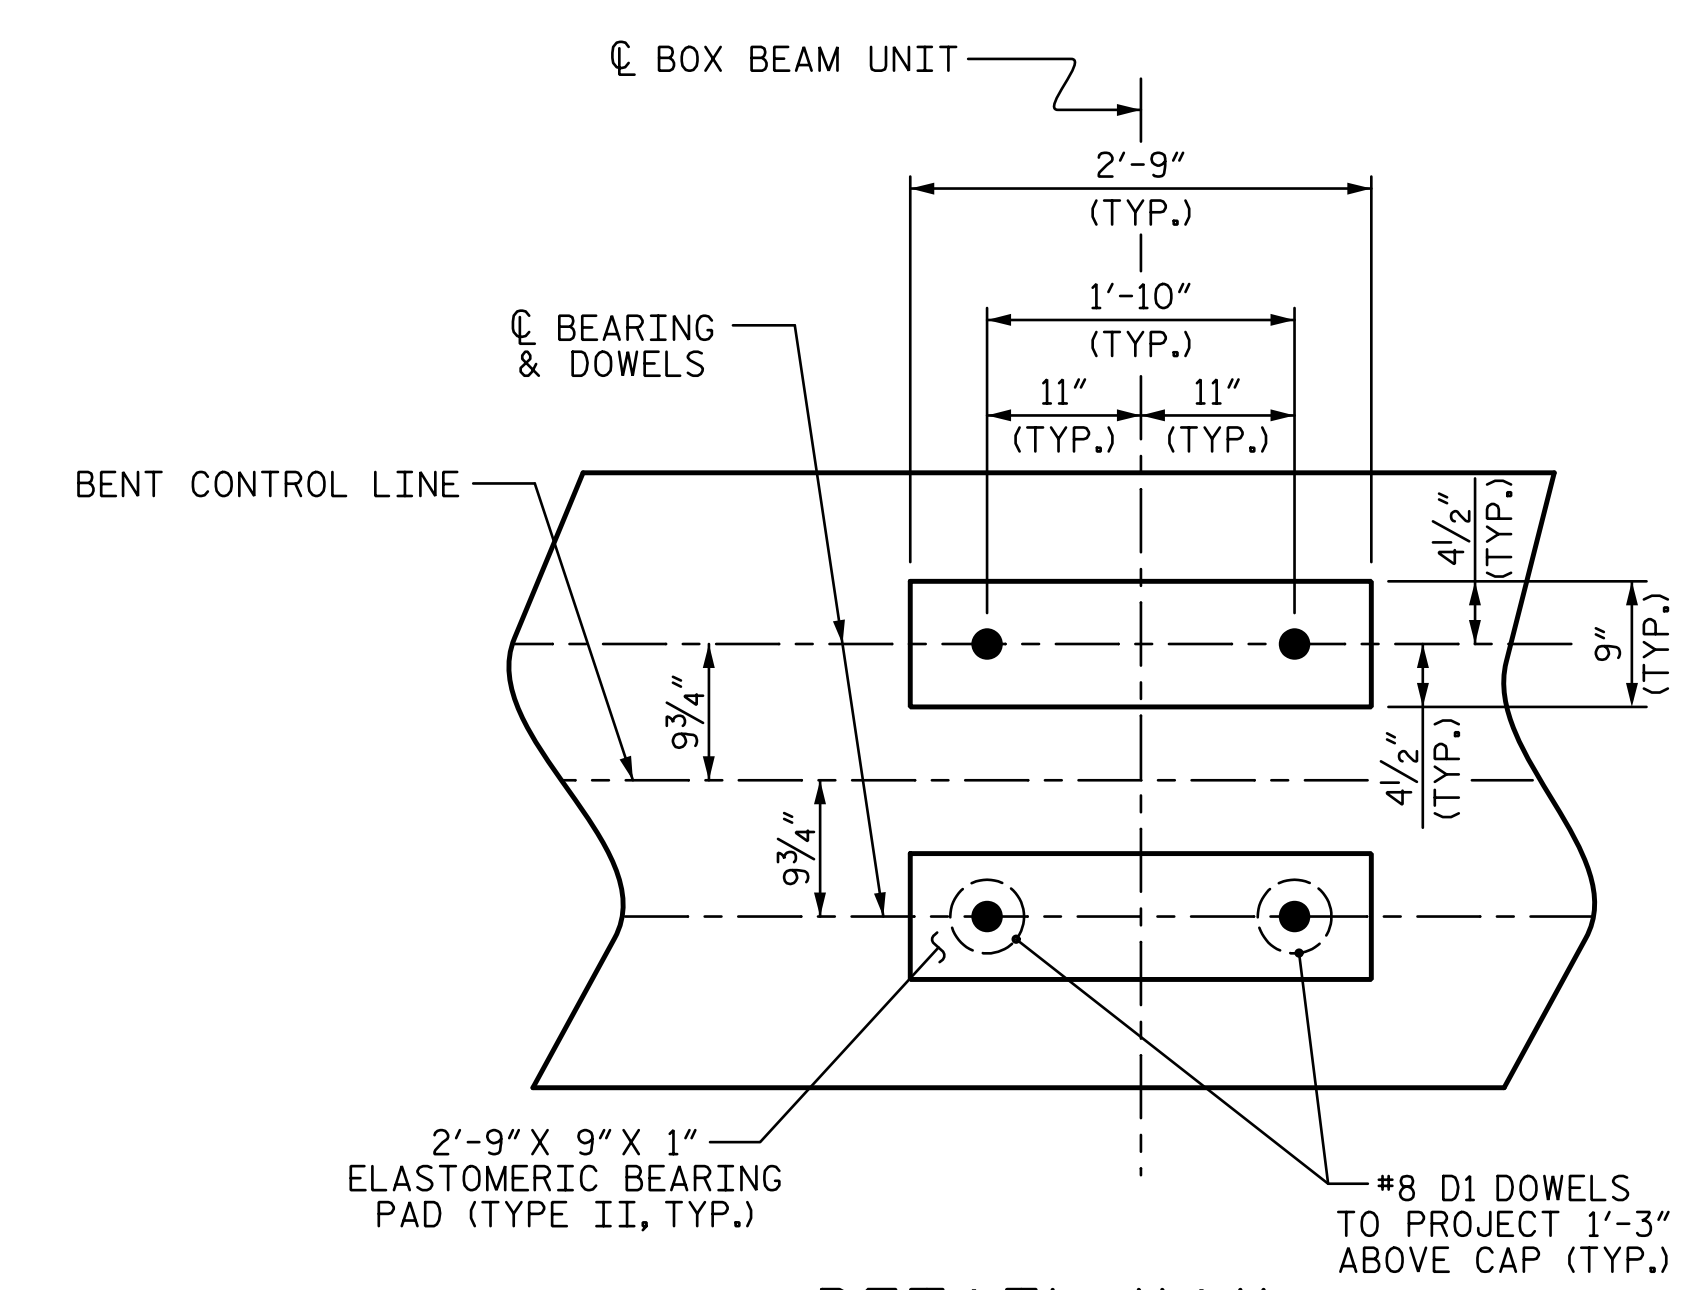 ℄ BOX BEAM UNIT
2'-9"
(TYP.)
1'-10"
(TYP.)
℄ BEARING
& DOWELS
11" 11"
(TYP.) (TYP.)
BENT CONTROL LINE
4½"
(TYP.)
9"
(TYP.)
9¾"
4½"
(TYP.)
9¾"
2'-9" X 9" X 1"
ELASTOMERIC BEARING
PAD (TYPE II, TYP.)
#8 D1 DOWELS
TO PROJECT 1'-3"
ABOVE CAP (TYP.)